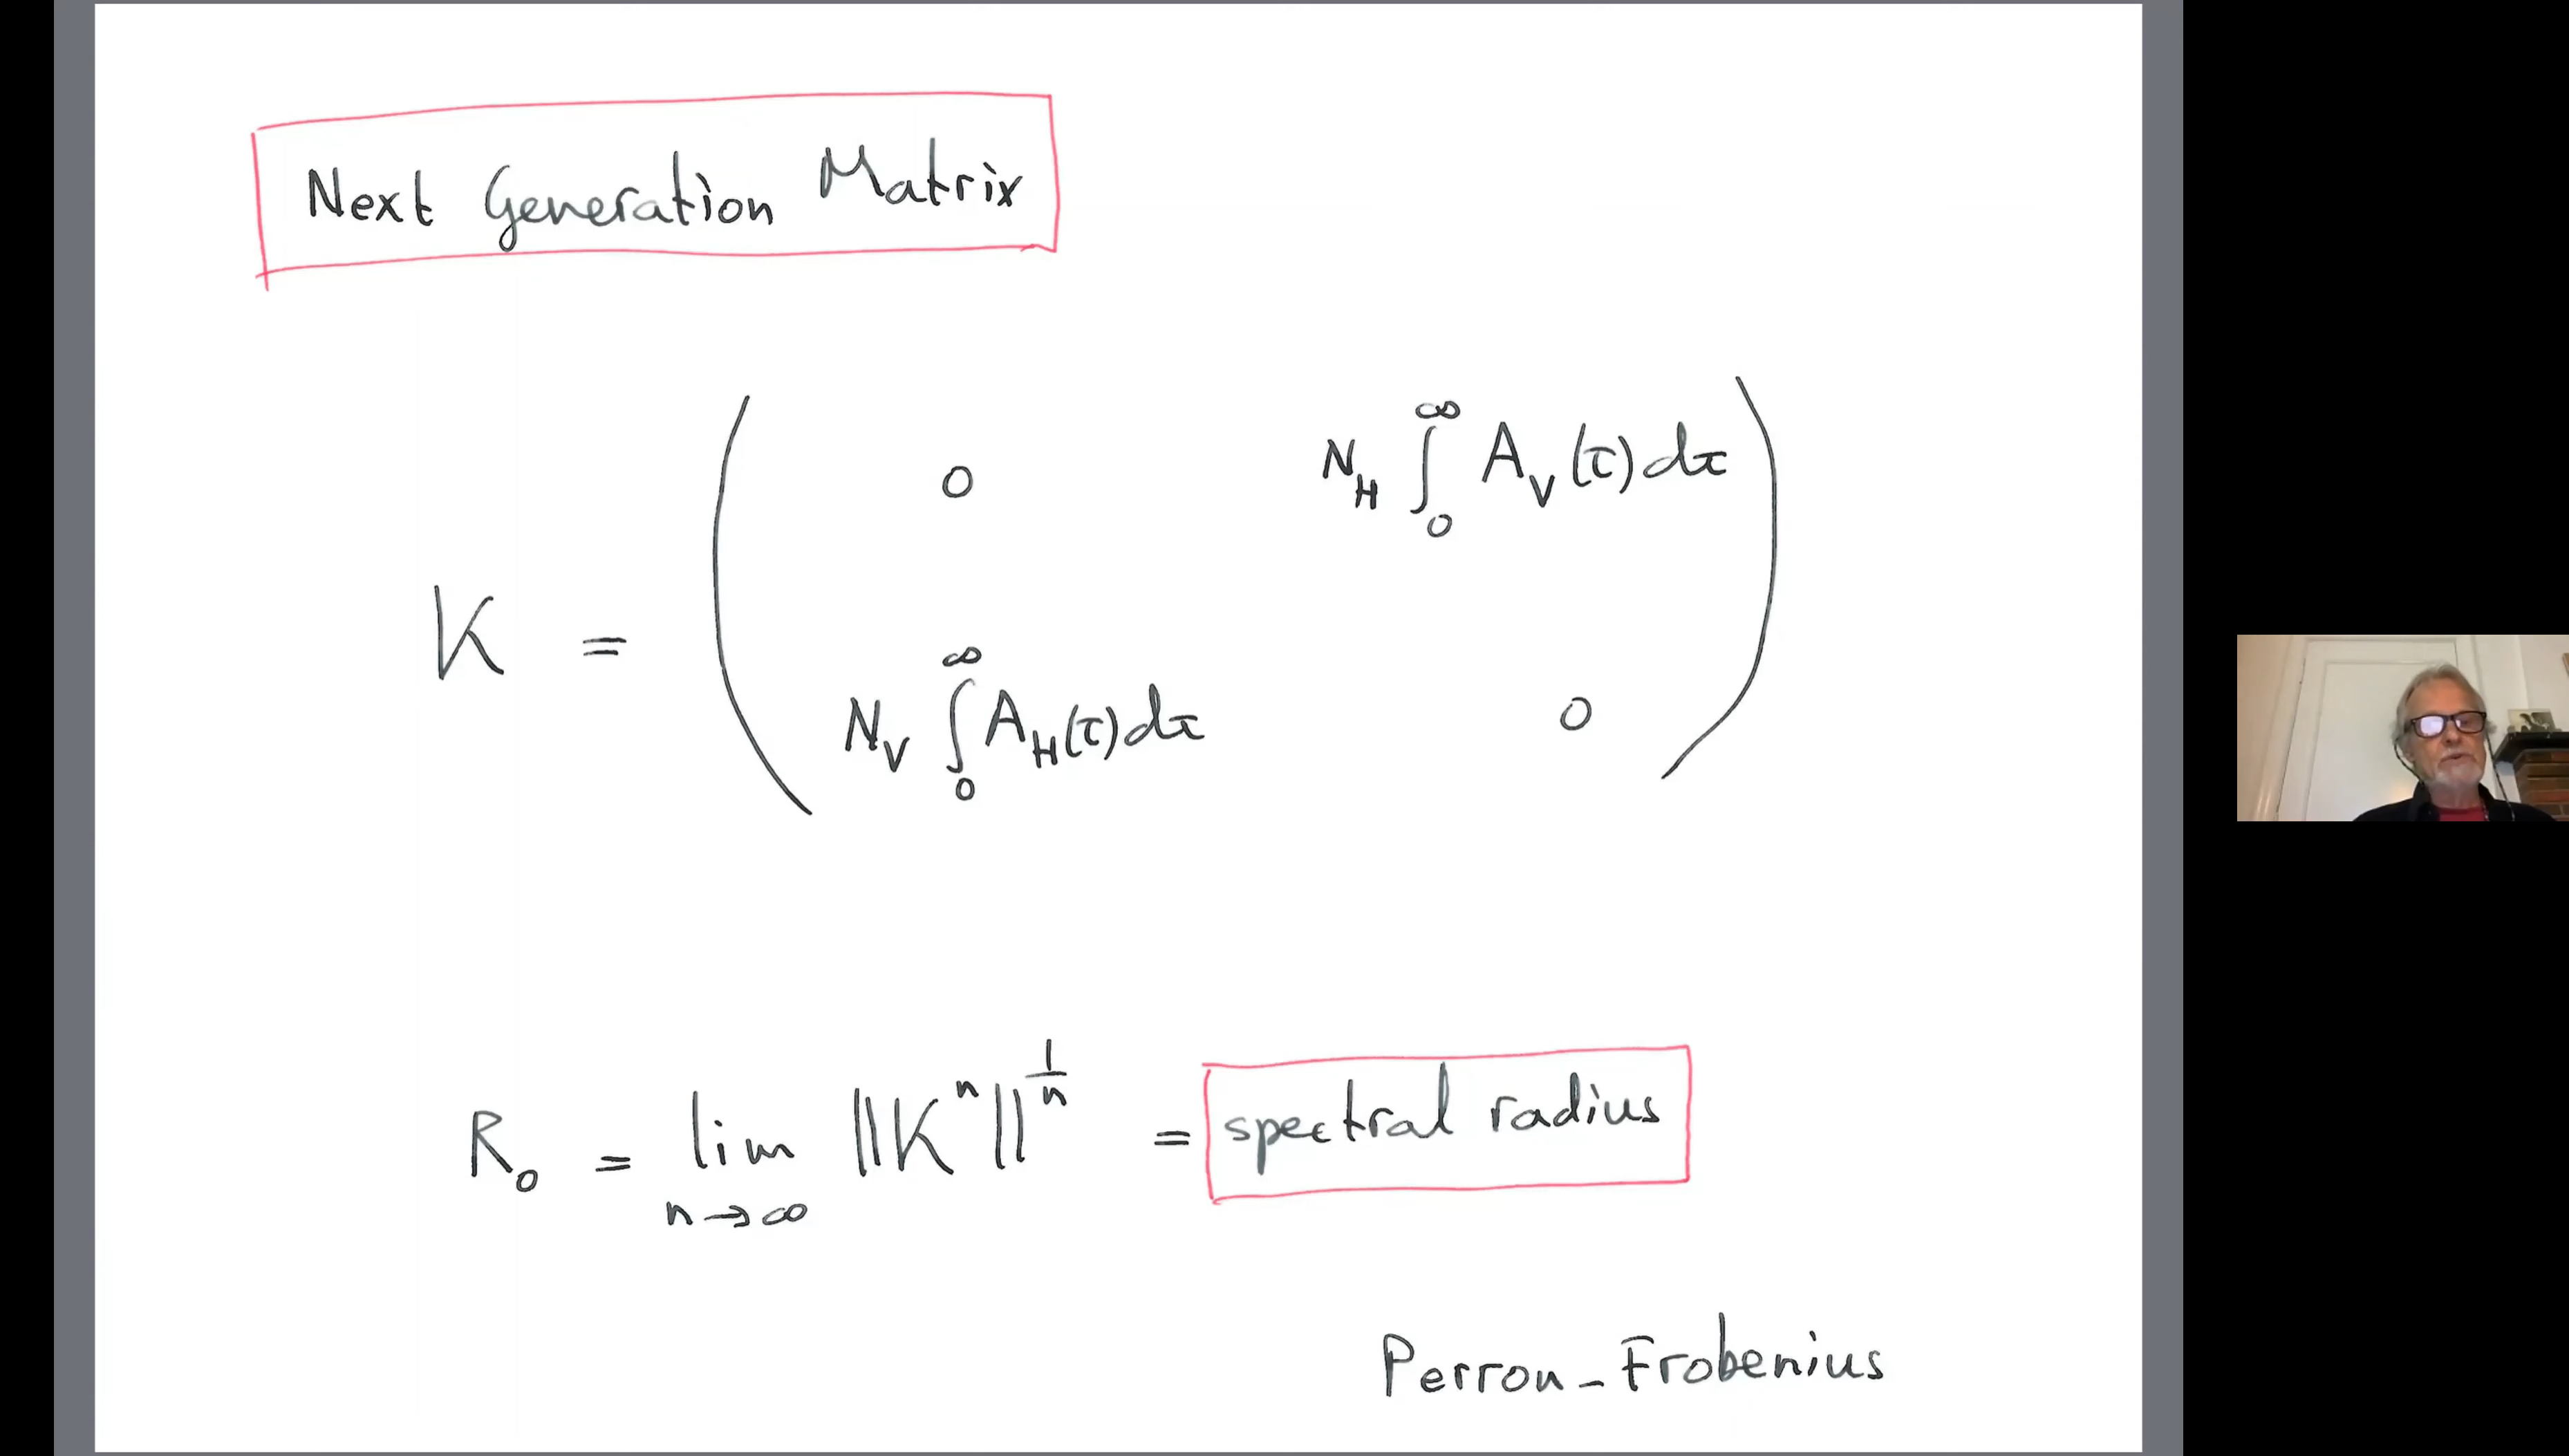 Next Generation Matrix
K = ( 0 N_H ∫_0^∞ A_V(τ)dτ
N_V ∫_0^∞ A_H(τ)dτ 0 )
R_0 = lim_{n→∞} ||K^n||^{1/n} = spectral radius
Perron-Frobenius